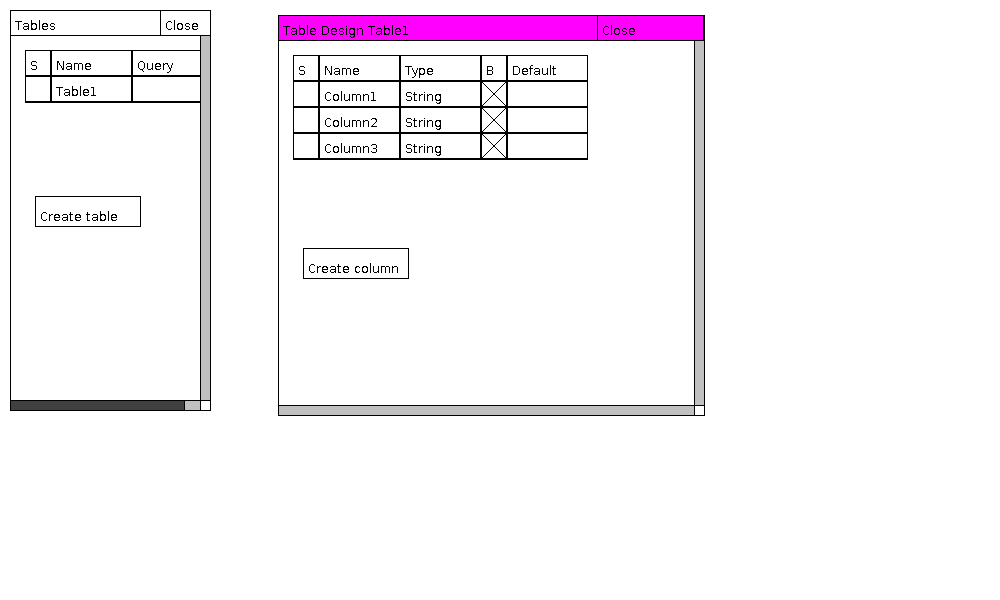 Tables Close
S Name Query
Table1
Create table
Table Design Table1 Close
S Name Type B Default
Column1 String
Column2 String
Column3 String
Create column